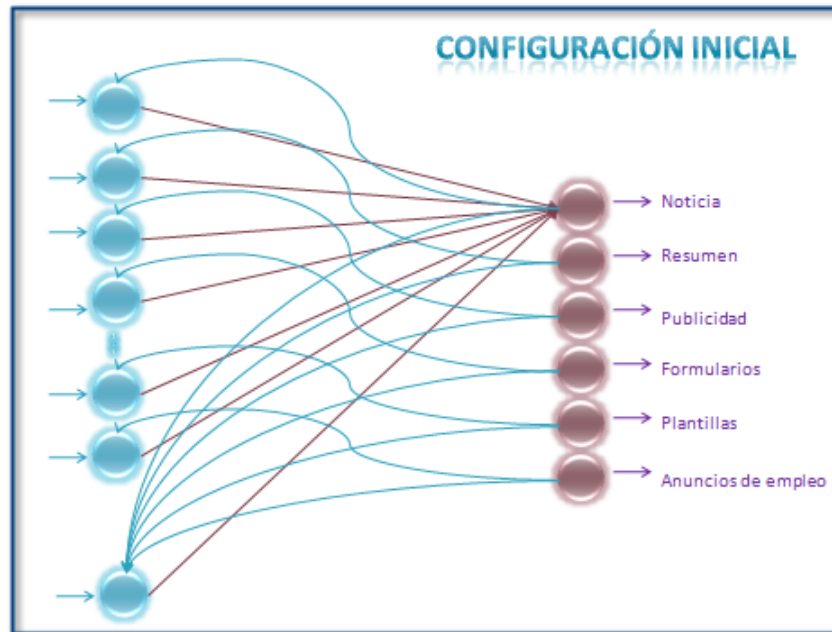 CONFIGURACIÓN INICIAL
Noticia
Resumen
Publicidad
Formularios
Plantillas
Anuncios de empleo